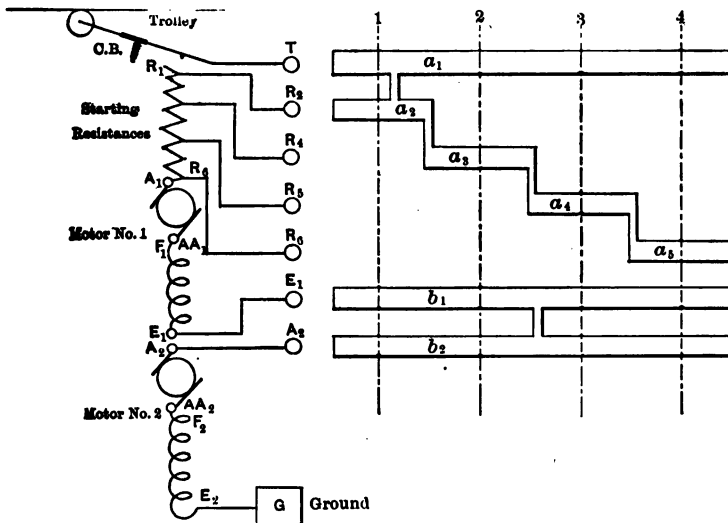 Trolley
C.B.
T
1 2 3 4
a1
R1
R2
a2
Starting
Resistances
R4
a3
R6
A1
R5
a4
Motor No. 1
F1 AA1
R6
a5
E1
b1
E1
A2
A2
b2
Motor No. 2
AA2
F2
E2
G Ground